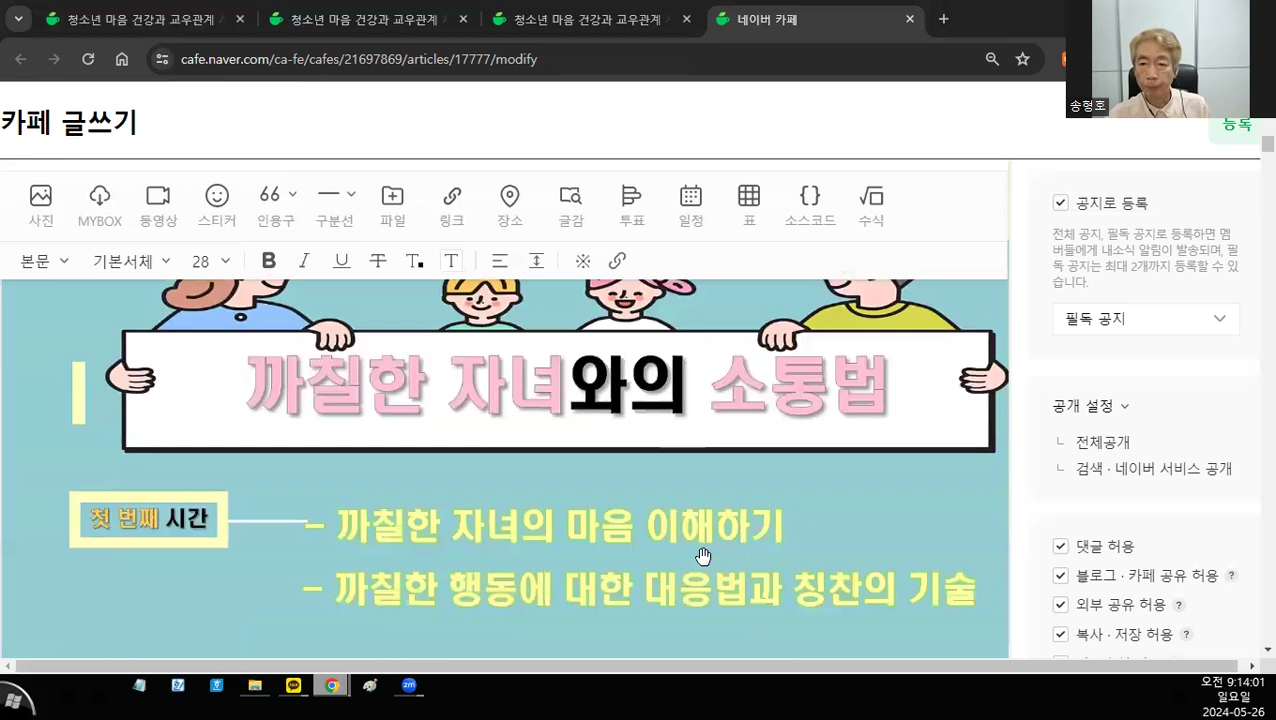 청소년 마음 건강과 교우관계
청소년 마음 건강과 교우관계
청소년 마음 건강과 교우관계
네이버 카페
cafe.naver.com/ca-fe/cafes/21697869/articles/17777/modify
송형호
카페 글쓰기
등록
사진
MYBOX
동영상
스티커
66
인용구
구분선
파일
링크
장소
글감
투표
일정
표
소스코드
수식
본문
기본서체
28
B
I
U
T
T.
T
공지로 등록
전체 공지, 필독 공지로 등록하면 멤
버들에게 내소식 알림이 발송되며, 필
독 공지는 최대 2개까지 등록할 수 있
습니다.
필독 공지
까칠한 자녀와의 소통법
공개 설정
전체공개
검색 · 네이버 서비스 공개
첫 번째 시간
- 까칠한 자녀의 마음 이해하기
- 까칠한 행동에 대한 대응법과 칭찬의 기술
댓글 허용
블로그 · 카페 공유 허용 ?
외부 공유 허용 ?
복사 · 저장 허용 ?
오전 9:14:01
일요일
2024-05-26